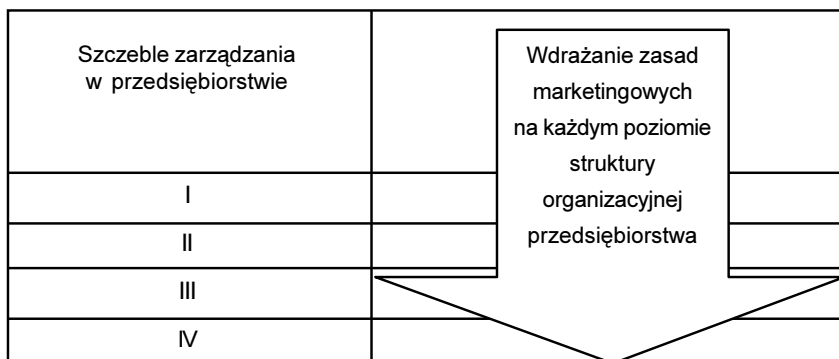 Szczeble zarządzania
w przedsiębiorstwie
Wdrażanie zasad
marketingowych
na każdym poziomie
struktury
organizacyjnej
przedsiębiorstwa
I
II
III
IV